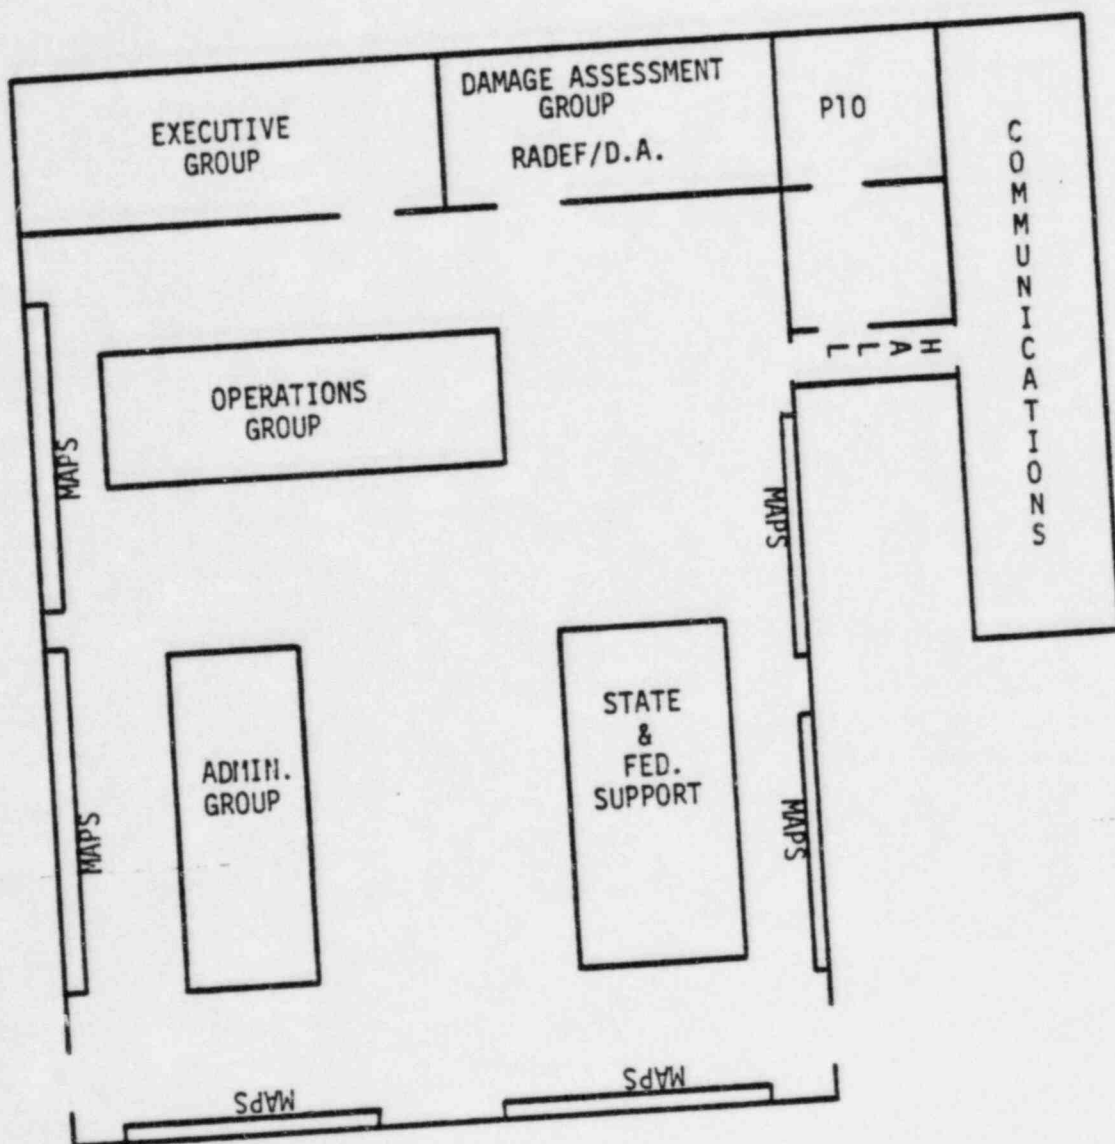 EXECUTIVE
GROUP
DAMAGE ASSESSMENT
GROUP
RADEF/D.A.
P10
COMMUNICATIONS
HALL
OPERATIONS
GROUP
MAPS
MAPS
STATE
&
FED.
SUPPORT
ADMIN.
GROUP
MAPS
MAPS
MAPS
MAPS